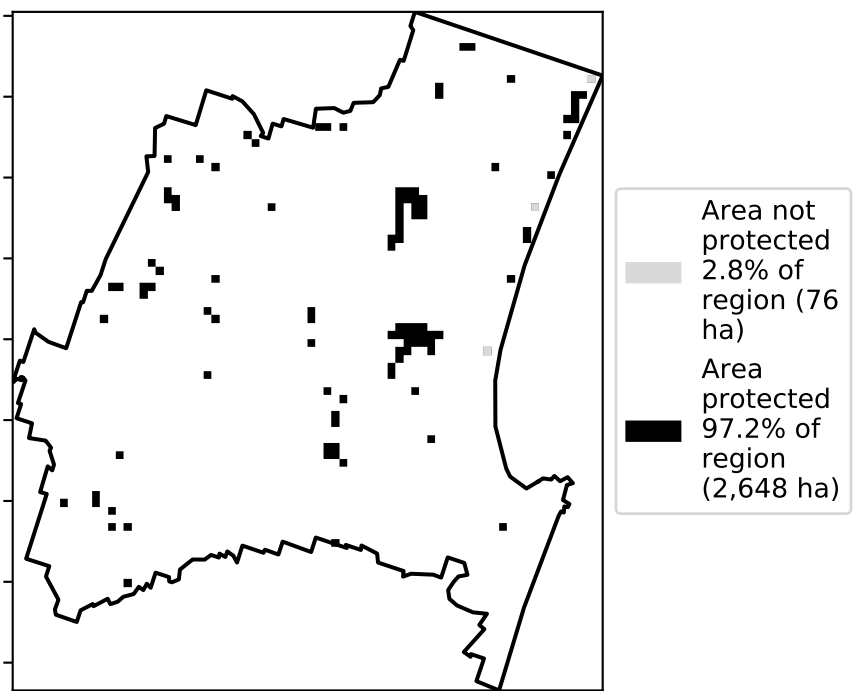 Area not
protected
2.8% of
region (76
ha)
Area
protected
97.2% of
region
(2,648 ha)